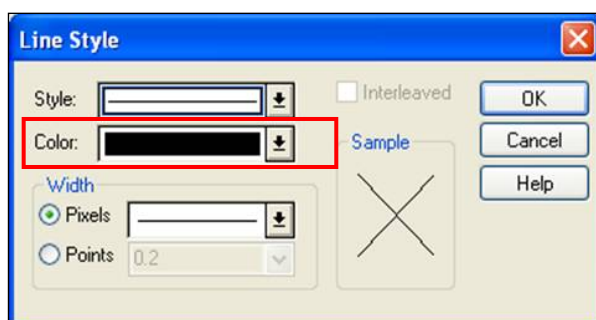 Line Style
Style:
Interleaved
OK
Color:
Sample
Cancel
Width
Help
Pixels
Points
0.2